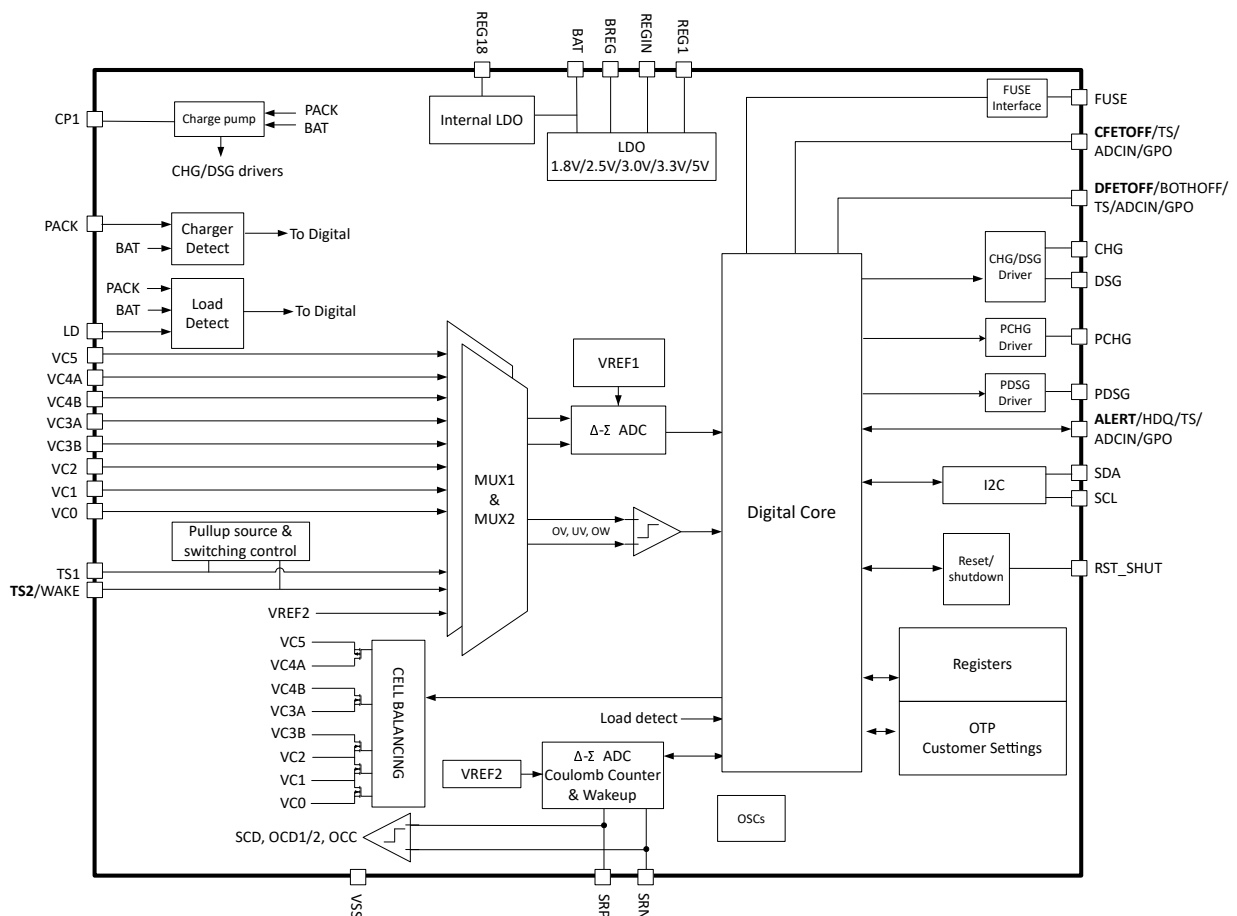 REG18
BAT
BREG
REGIN
REG1
CP1
Charge pump
PACK
BAT
CHG/DSG drivers
Internal LDO
LDO
1.8V/2.5V/3.0V/3.3V/5V
FUSE
Interface
FUSE
CFETOFF/TS/
ADCIN/GPO
DFETOFF/BOTHOFF/
TS/ADCIN/GPO
PACK
BAT
Charger
Detect
To Digital
PACK
BAT
LD
Load
Detect
To Digital
CHG/DSG
Driver
CHG
DSG
PCHG
Driver
PCHG
PDSG
Driver
PDSG
ALERT/HDQ/TS/
ADCIN/GPO
VC5
VC4A
VC4B
VC3A
VC3B
VC2
VC1
VC0
VREF1
Δ-Σ ADC
MUX1
&
MUX2
OV, UV, OW
Digital Core
I2C
SDA
SCL
Pullup source &
switching control
TS1
TS2/WAKE
VREF2
Reset/
shutdown
RST_SHUT
VC5
VC4A
VC4B
VC3A
VC3B
VC2
VC1
VC0
CELL BALANCING
Load detect
Registers
OTP
Customer Settings
VREF2
Δ-Σ ADC
Coulomb Counter
& Wakeup
OSCs
SCD, OCD1/2, OCC
VSS
SRP
SRN